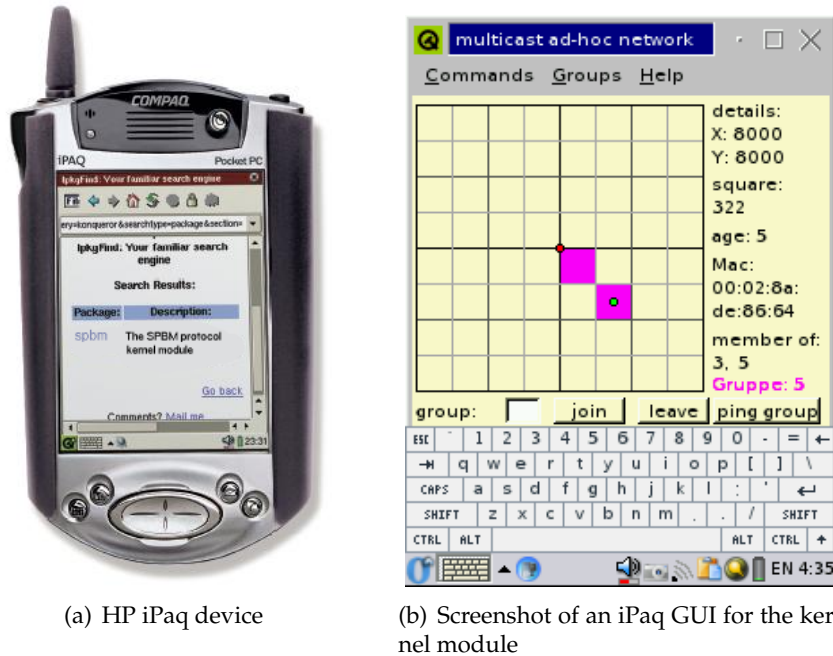 COMPAQ
iPAQ Pocket PC
IpkgFind: Your familiar search engine
ery=konqueror&searchtype=package&section=
IpkgFind: Your familiar search
engine
Search Results:
Package: Description:
spbm The SPBM protocol
kernel module
Go back
Comments? Mail me
23:31
(a) HP iPaq device
multicast ad-hoc network
Commands Groups Help
details:
X: 8000
Y: 8000
square:
322
age: 5
Mac:
00:02:8a:
de:86:64
member of:
3, 5
Gruppe: 5
group: join leave ping group
ESC ` 1 2 3 4 5 6 7 8 9 0 - = ←
q w e r t y u i o p [ ] \
CAPS a s d f g h j k l : '
SHIFT z x c v b n m . . / SHIFT
CTRL ALT ALT CTRL
EN 4:35
(b) Screenshot of an iPaq GUI for the ker
nel module